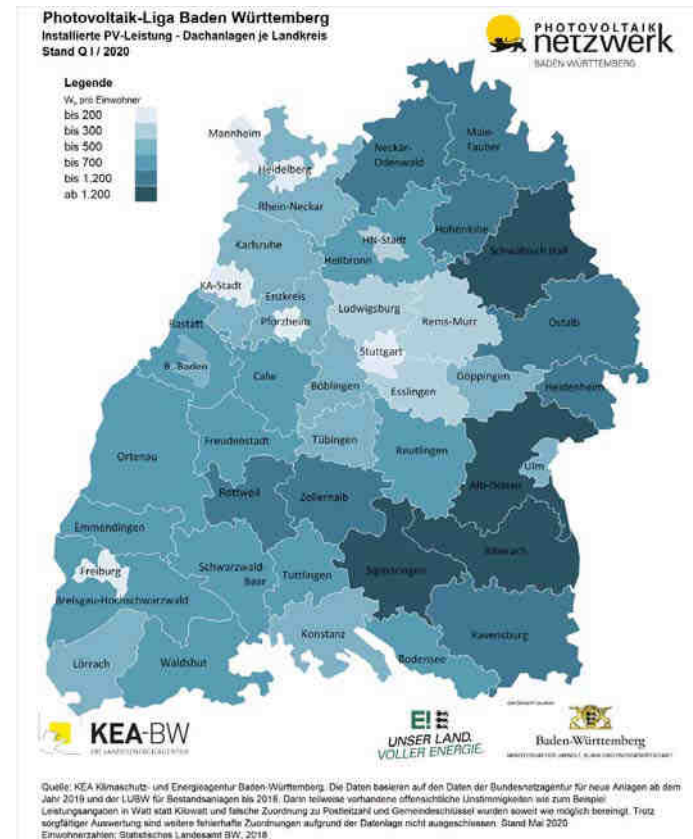 Photovoltaik-Liga Baden Württemberg
Installierte PV-Leistung - Dachanlagen je Landkreis
Stand Q I / 2020
PHOTOVOLTAIK
netzwerk
BADEN-WÜRTTEMBERG
Legende
Wₚ pro Einwohner
bis 200
bis 300
bis 500
bis 700
bis 1.200
ab 1.200
Mannheim
Main-
Tauber
Neckar-
Odenwald
Heidelberg
Rhein-Neckar
Hohenlohe
HN-Stadt
Karlsruhe
Schwäbisch Hall
Heilbronn
KA-Stadt
Enzkreis
Ludwigsburg
Rastatt
Pforzheim
Rems-Murr
Ostalb
Stuttgart
B. Baden
Calw
Göppingen
Böblingen
Esslingen
Heidenheim
Freudenstadt
Tübingen
Reutlingen
Ortenau
Ulm
Alb-Donau
Rottweil
Zollernalb
Emmendingen
Biberach
Freiburg
Schwarzwald-
Baar
Tuttlingen
Sigmaringen
Breisgau-Hochschwarzwald
Konstanz
Ravensburg
Lörrach
Waldshut
Bodensee
KEA-BW
DIE LANDESENERGIEAGENTUR
UNSER LAND.
VOLLER ENERGIE.
Baden-Württemberg
MINISTERIUM FÜR UMWELT, KLIMA UND ENERGIEWIRTSCHAFT
Quelle: KEA Klimaschutz- und Energieagentur Baden-Württemberg. Die Daten basieren auf den Daten der Bundesnetzagentur für neue Anlagen ab dem
Jahr 2019 und der LUBW für Bestandsanlagen bis 2018. Darin teilweise vorhandene offensichtliche Unstimmigkeiten wie zum Beispiel
Leistungsangaben in Watt statt Kilowatt und falsche Zuordnung zu Postleitzahl und Gemeindeschlüssel wurden soweit wie möglich bereinigt. Trotz
sorgfältiger Auswertung sind weitere fehlerhafte Zuordnungen aufgrund der Datenlage nicht ausgeschlossen. Stand Mai 2020
Einwohnerzahlen: Statistisches Landesamt BW, 2018